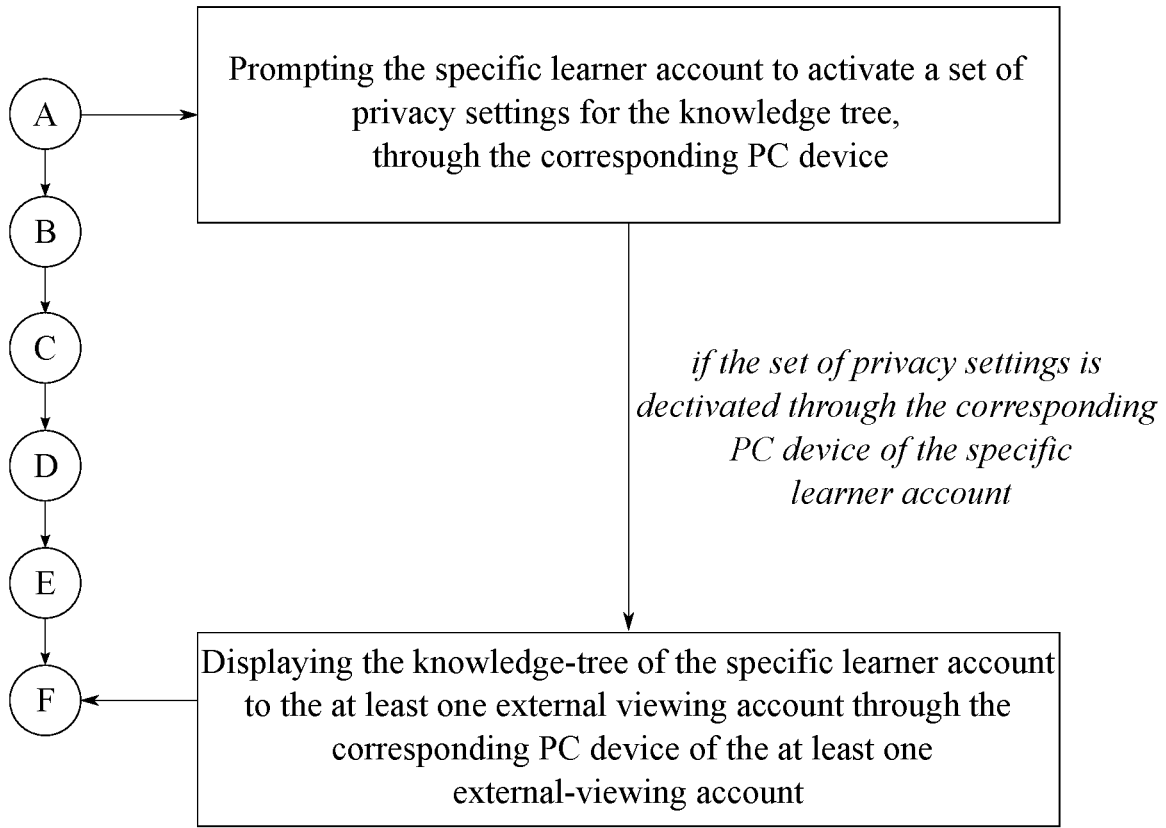 A
Prompting the specific learner account to activate a set of
privacy settings for the knowledge tree,
through the corresponding PC device
B
C
if the set of privacy settings is
dectivated through the corresponding
PC device of the specific
learner account
D
E
F
Displaying the knowledge-tree of the specific learner account
to the at least one external viewing account through the
corresponding PC device of the at least one
external-viewing account